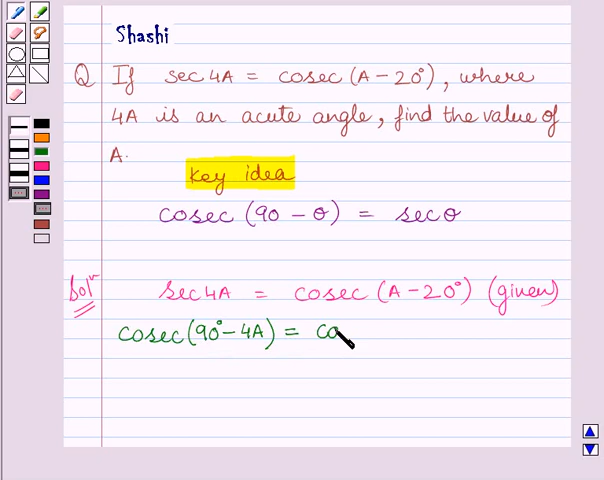 Shashi
Q If sec 4A = cosec (A - 20°), where
4A is an acute angle, find the value of
A.
Key idea
cosec (90 - θ) = sec θ
Solⁿ sec 4A = cosec (A - 20°) (given)
cosec (90° - 4A) = co